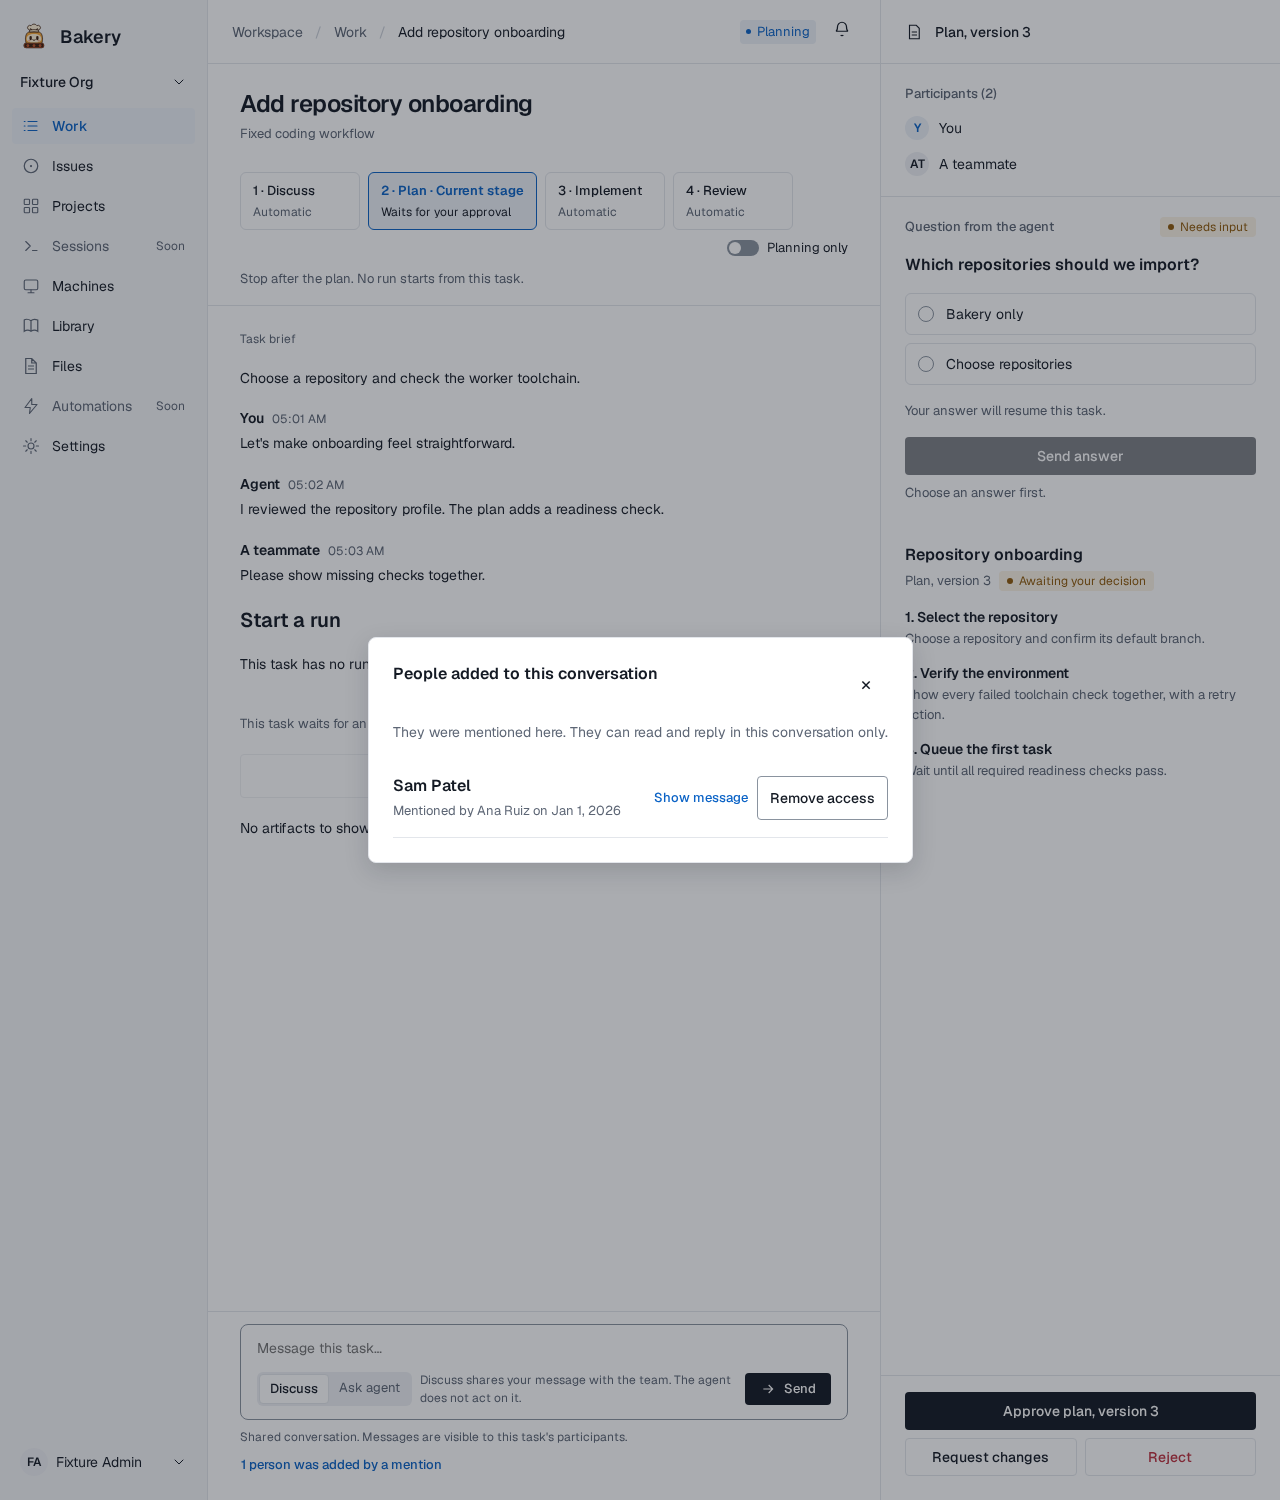 Bakery
Fixture Org
Work
Issues
Projects
Sessions Soon
Machines
Library
Files
Automations Soon
Settings
FA Fixture Admin
Workspace / Work / Add repository onboarding
Planning
Add repository onboarding
Fixed coding workflow
1 · Discuss
Automatic
2 · Plan · Current stage
Waits for your approval
3 · Implement
Automatic
4 · Review
Automatic
Planning only
Stop after the plan. No run starts from this task.
Task brief
Choose a repository and check the worker toolchain.
You 05:01 AM
Let's make onboarding feel straightforward.
Agent 05:02 AM
I reviewed the repository profile. The plan adds a readiness check.
A teammate 05:03 AM
Please show missing checks together.
Start a run
This task has no run
This task waits for an
No artifacts to show
People added to this conversation
They were mentioned here. They can read and reply in this conversation only.
Sam Patel
Mentioned by Ana Ruiz on Jan 1, 2026
Show message
Remove access
Message this task...
Discuss
Ask agent
Discuss shares your message with the team. The agent
does not act on it.
Send
Shared conversation. Messages are visible to this task's participants.
1 person was added by a mention
Plan, version 3
Participants (2)
Y You
AT A teammate
Question from the agent
Needs input
Which repositories should we import?
Bakery only
Choose repositories
Your answer will resume this task.
Send answer
Choose an answer first.
Repository onboarding
Plan, version 3
Awaiting your decision
1. Select the repository
Choose a repository and confirm its default branch.
. Verify the environment
how every failed toolchain check together, with a retry
ction.
. Queue the first task
ait until all required readiness checks pass.
Approve plan, version 3
Request changes
Reject